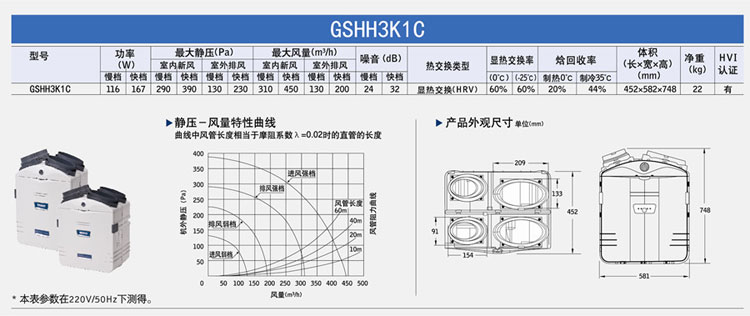 GSHH3K1C
型号 功率(W) 最大静压(Pa) 最大风量(m³/h) 噪音(dB) 热交换类型 显热交换率 焓回收率 体积(长×宽×高)(mm) 净重(kg) HVI认证
室内新风 室外排风 室内新风 室外排风
慢档 快档 慢档 快档 慢档 快档 慢档 快档 慢档 快档 慢档 快档 (0℃) (-25℃) 制热0℃ 制冷35℃
GSHH3K1C 116 167 290 390 130 230 310 450 130 200 24 32 显热交换(HRV) 60% 60% 20% 44% 452×582×748 22 有
▶静压-风量特性曲线
曲线中风管长度相当于摩阻系数λ=0.02时的直管的长度
机外静压(Pa)
400
350
300
250
200
150
100
50
0
进风强档
排风强档
排风弱档
进风弱档
风管长度
60m
40m
20m
10m
风管阻力曲线
50 100 150 200 250 300 350 400 450 500
风量(m³/h)
▶产品外观尺寸 单位(mm)
209
133
452
91
154
748
581
* 本表参数在220V/50Hz下测得。